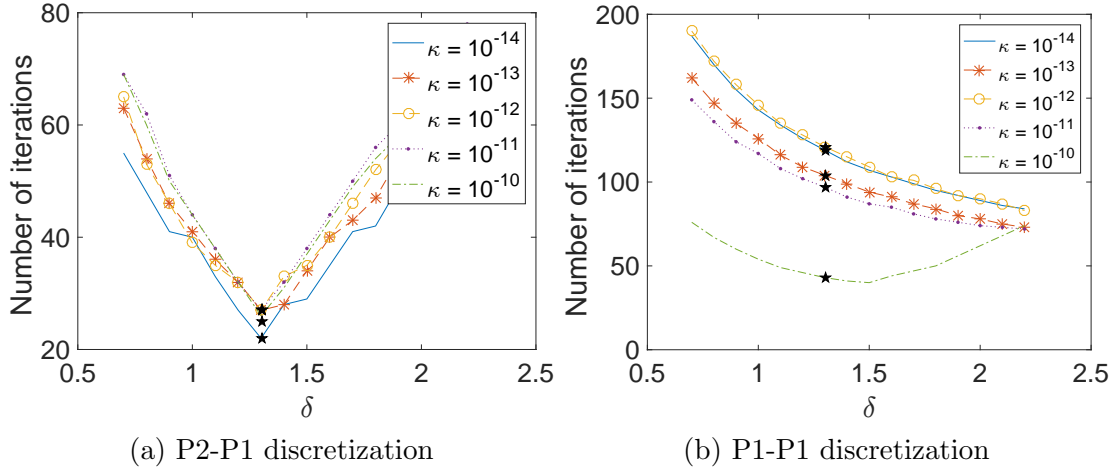 80
60
40
20
Number of iterations
0.5
1
1.5
2
2.5
δ
κ = 10^-14
κ = 10^-13
κ = 10^-12
κ = 10^-11
κ = 10^-10
(a) P2-P1 discretization
200
150
100
50
0
Number of iterations
0.5
1
1.5
2
2.5
δ
κ = 10^-14
κ = 10^-13
κ = 10^-12
κ = 10^-11
κ = 10^-10
(b) P1-P1 discretization